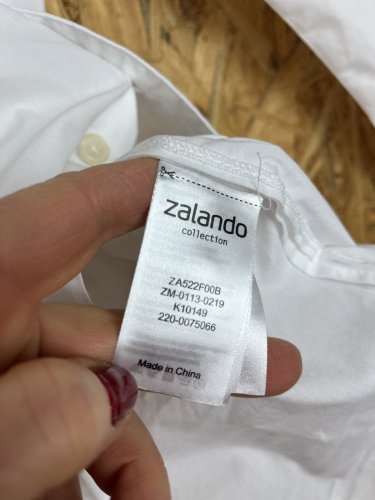 zalando
collection
ZA522F00B
ZM-0113-0219
K10149
220-0075066
Made in China